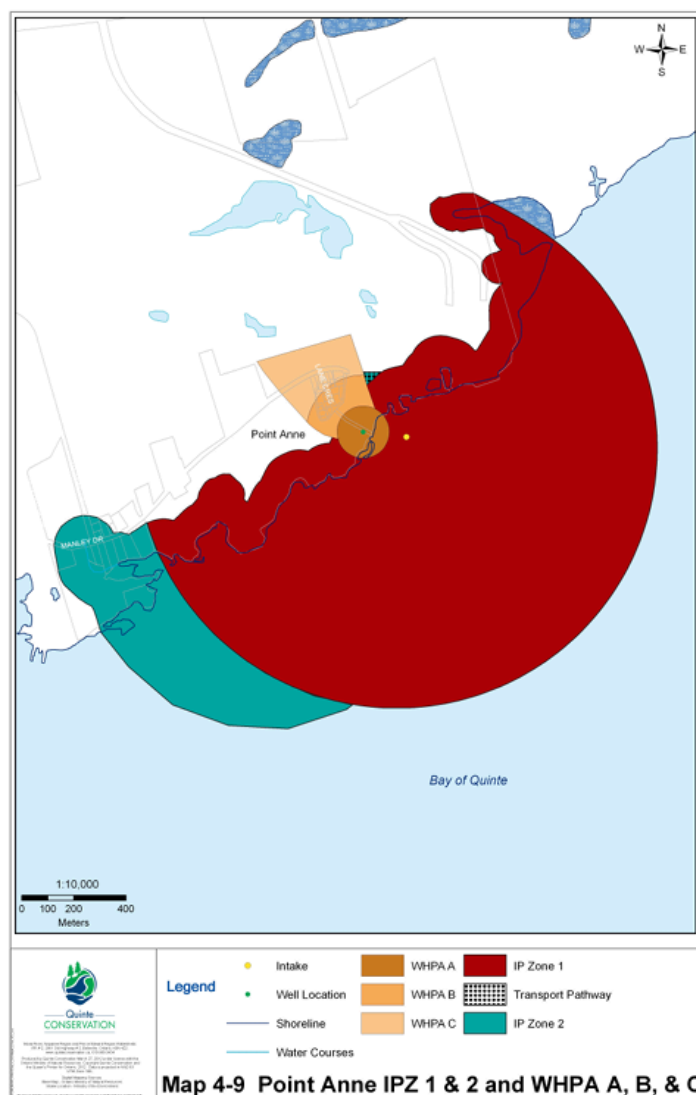 N
W E
S
LANE CRES
Point Anne
MANLEY DR
Bay of Quinte
1:10,000
0 100 200 400
Meters
Quinte
CONSERVATION
Legend
Intake
Well Location
Shoreline
Water Courses
WHPA A
WHPA B
WHPA C
IP Zone 1
Transport Pathway
IP Zone 2
Map 4-9 Point Anne IPZ 1 & 2 and WHPA A, B, & C